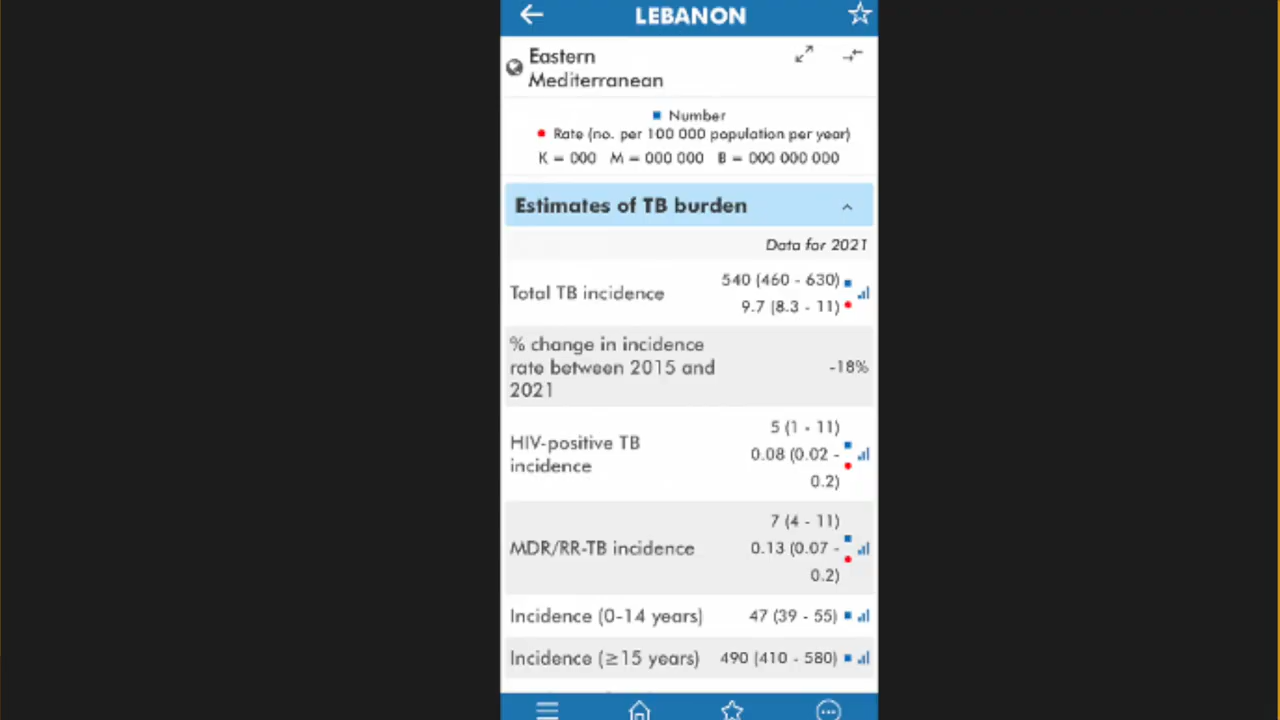 LEBANON
Eastern
Mediterranean
Number
Rate (no. per 100 000 population per year)
K = 000 M = 000 000 B = 000 000 000
Estimates of TB burden
Data for 2021
Total TB incidence
540 (460 - 630)
9.7 (8.3 - 11)
% change in incidence
rate between 2015 and
2021
-18%
HIV-positive TB
incidence
5 (1 - 11)
0.08 (0.02 -
0.2)
MDR/RR-TB incidence
7 (4 - 11)
0.13 (0.07 -
0.2)
Incidence (0-14 years)
47 (39 - 55)
Incidence (≥15 years)
490 (410 - 580)